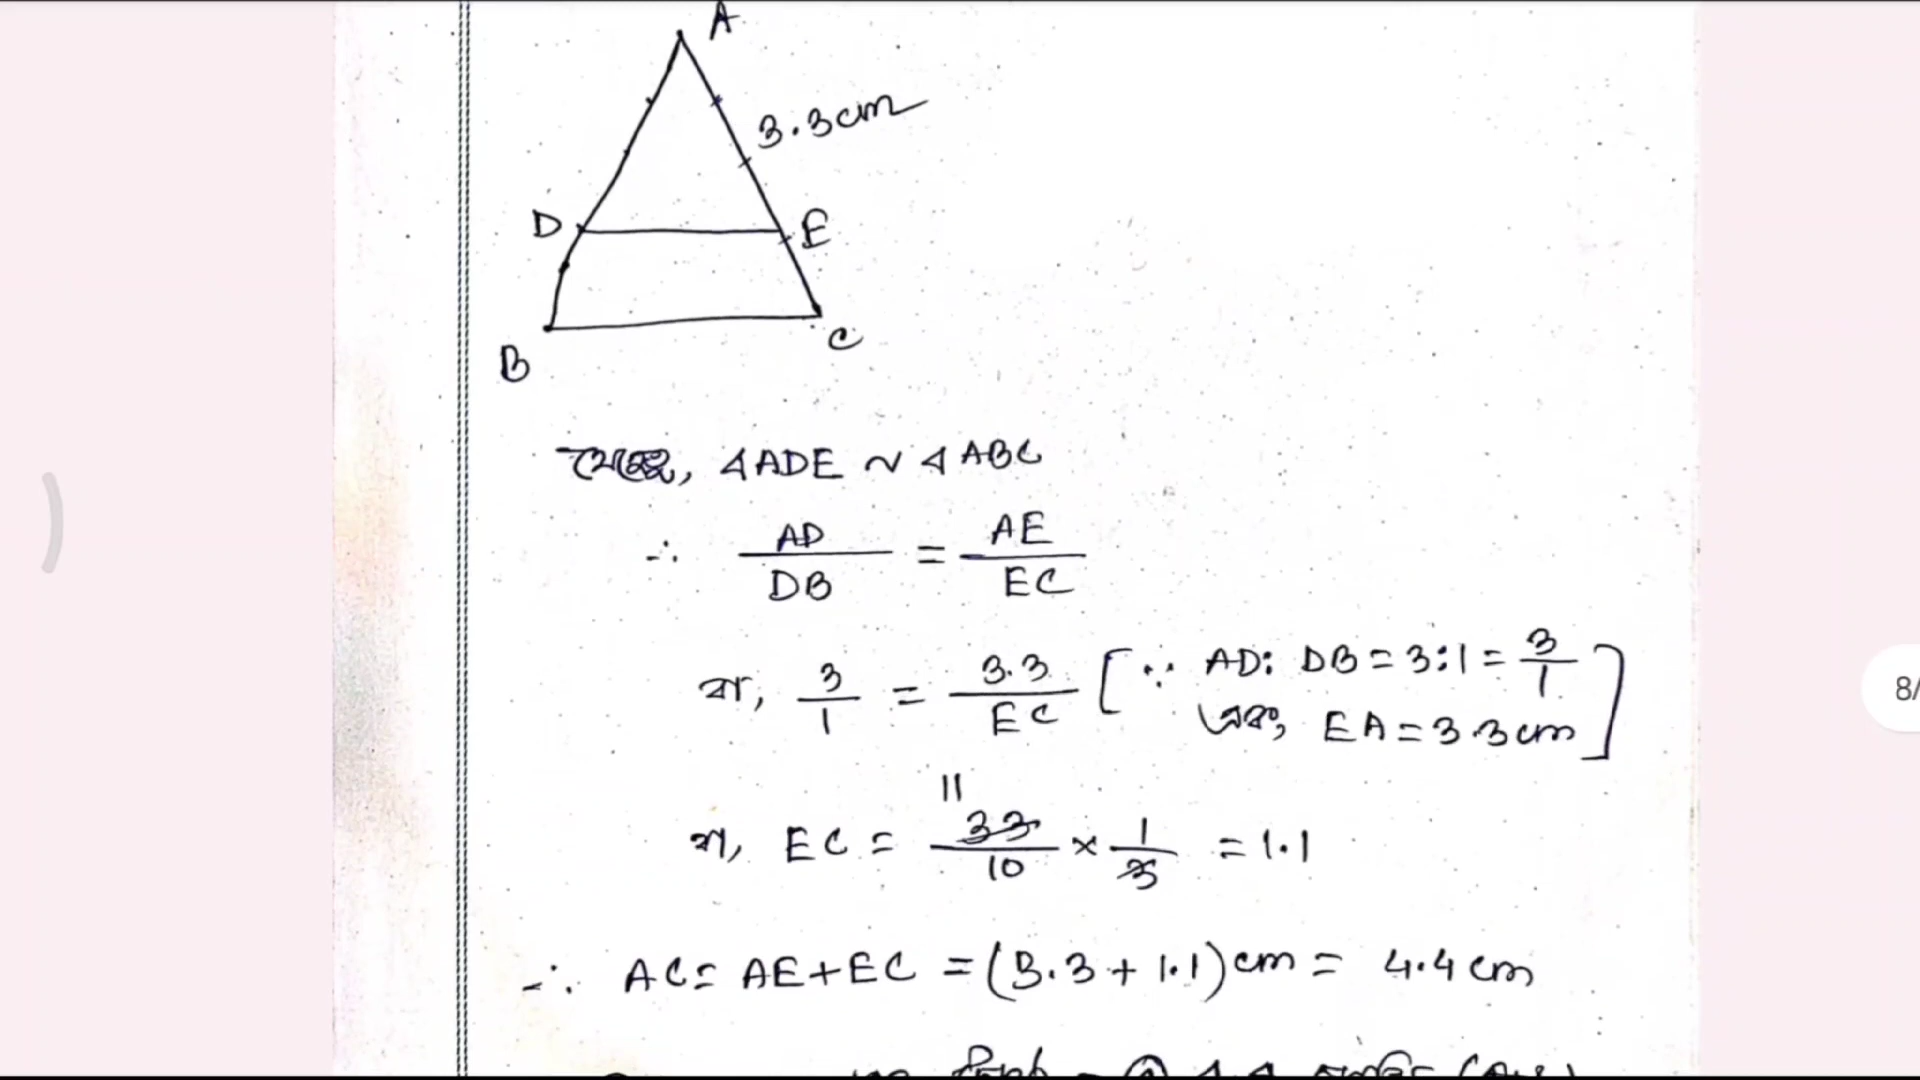 A
3.3cm
D E
B C
যেহেতু, ∆ADE ~ ∆ABC
∴ AD/DB = AE/EC
বা, 3/1 = 3.3/EC [∵ AD: DB = 3:1 = 3/1
এবং, EA = 3.3cm]
11
বা, EC = 33/10 × 1/3 = 1.1
∴ AC = AE+EC = (3.3 + 1.1)cm = 4.4 cm
8/